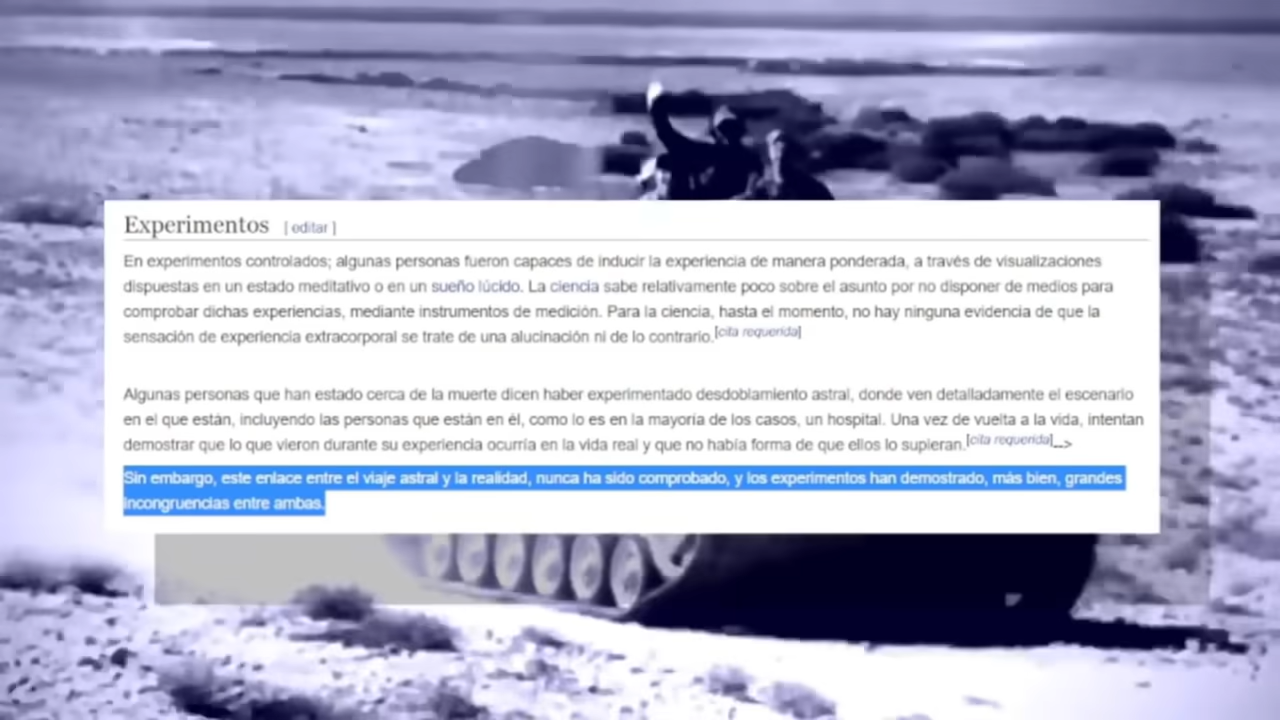 Experimentos [ editar ]
En experimentos controlados; algunas personas fueron capaces de inducir la experiencia de manera ponderada, a través de visualizaciones
dispuestas en un estado meditativo o en un sueño lúcido. La ciencia sabe relativamente poco sobre el asunto por no disponer de medios para
comprobar dichas experiencias, mediante instrumentos de medición. Para la ciencia, hasta el momento, no hay ninguna evidencia de que la
sensación de experiencia extracorporal se trate de una alucinación ni de lo contrario.[cita requerida]
Algunas personas que han estado cerca de la muerte dicen haber experimentado desdoblamiento astral, donde ven detalladamente el escenario
en el que están, incluyendo las personas que están en él, como lo es en la mayoría de los casos, un hospital. Una vez de vuelta a la vida, intentan
demostrar que lo que vieron durante su experiencia ocurría en la vida real y que no había forma de que ellos lo supieran.[cita requerida]-->
Sin embargo, este enlace entre el viaje astral y la realidad, nunca ha sido comprobado, y los experimentos han demostrado, más bien, grandes
incongruencias entre ambas.